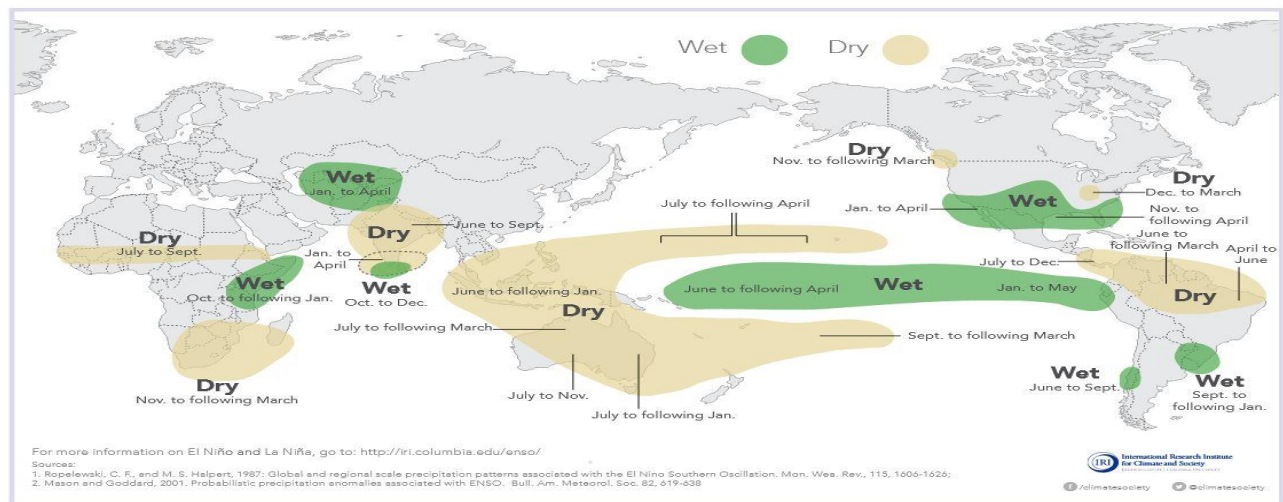 Wet
Dry
Dry
Nov. to following March
Dry
Dec. to March
Wet
Jan. to April
July to following April
Jan. to April
Wet
Nov. to
following April
Dry
July to Sept.
Dry
June to Sept.
Jan. to
April
June to
following March
April to
June
July to Dec.
Wet
Oct. to following Jan.
Wet
Oct. to Dec.
June to following Jan.
Dry
June to following April
Wet
Jan. to May
Dry
July to following March
Sept. to following March
Dry
Nov. to following March
July to Nov.
July to following Jan.
Wet
June to Sept.
Wet
Sept. to
following Jan.
For more information on El Niño and La Niña, go to: http://iri.columbia.edu/enso/
Sources:
1. Ropelewski, C. F., and M. S. Halpert, 1987: Global and regional scale precipitation patterns associated with the El Nino Southern Oscillation. Mon. Wea. Rev., 115, 1606-1626;
2. Mason and Goddard, 2001. Probabilistic precipitation anomalies associated with ENSO. Bull. Am. Meteorol. Soc. 82, 619-638
IRI
International Research Institute
for Climate and Society
/climatesociety
@climatesociety